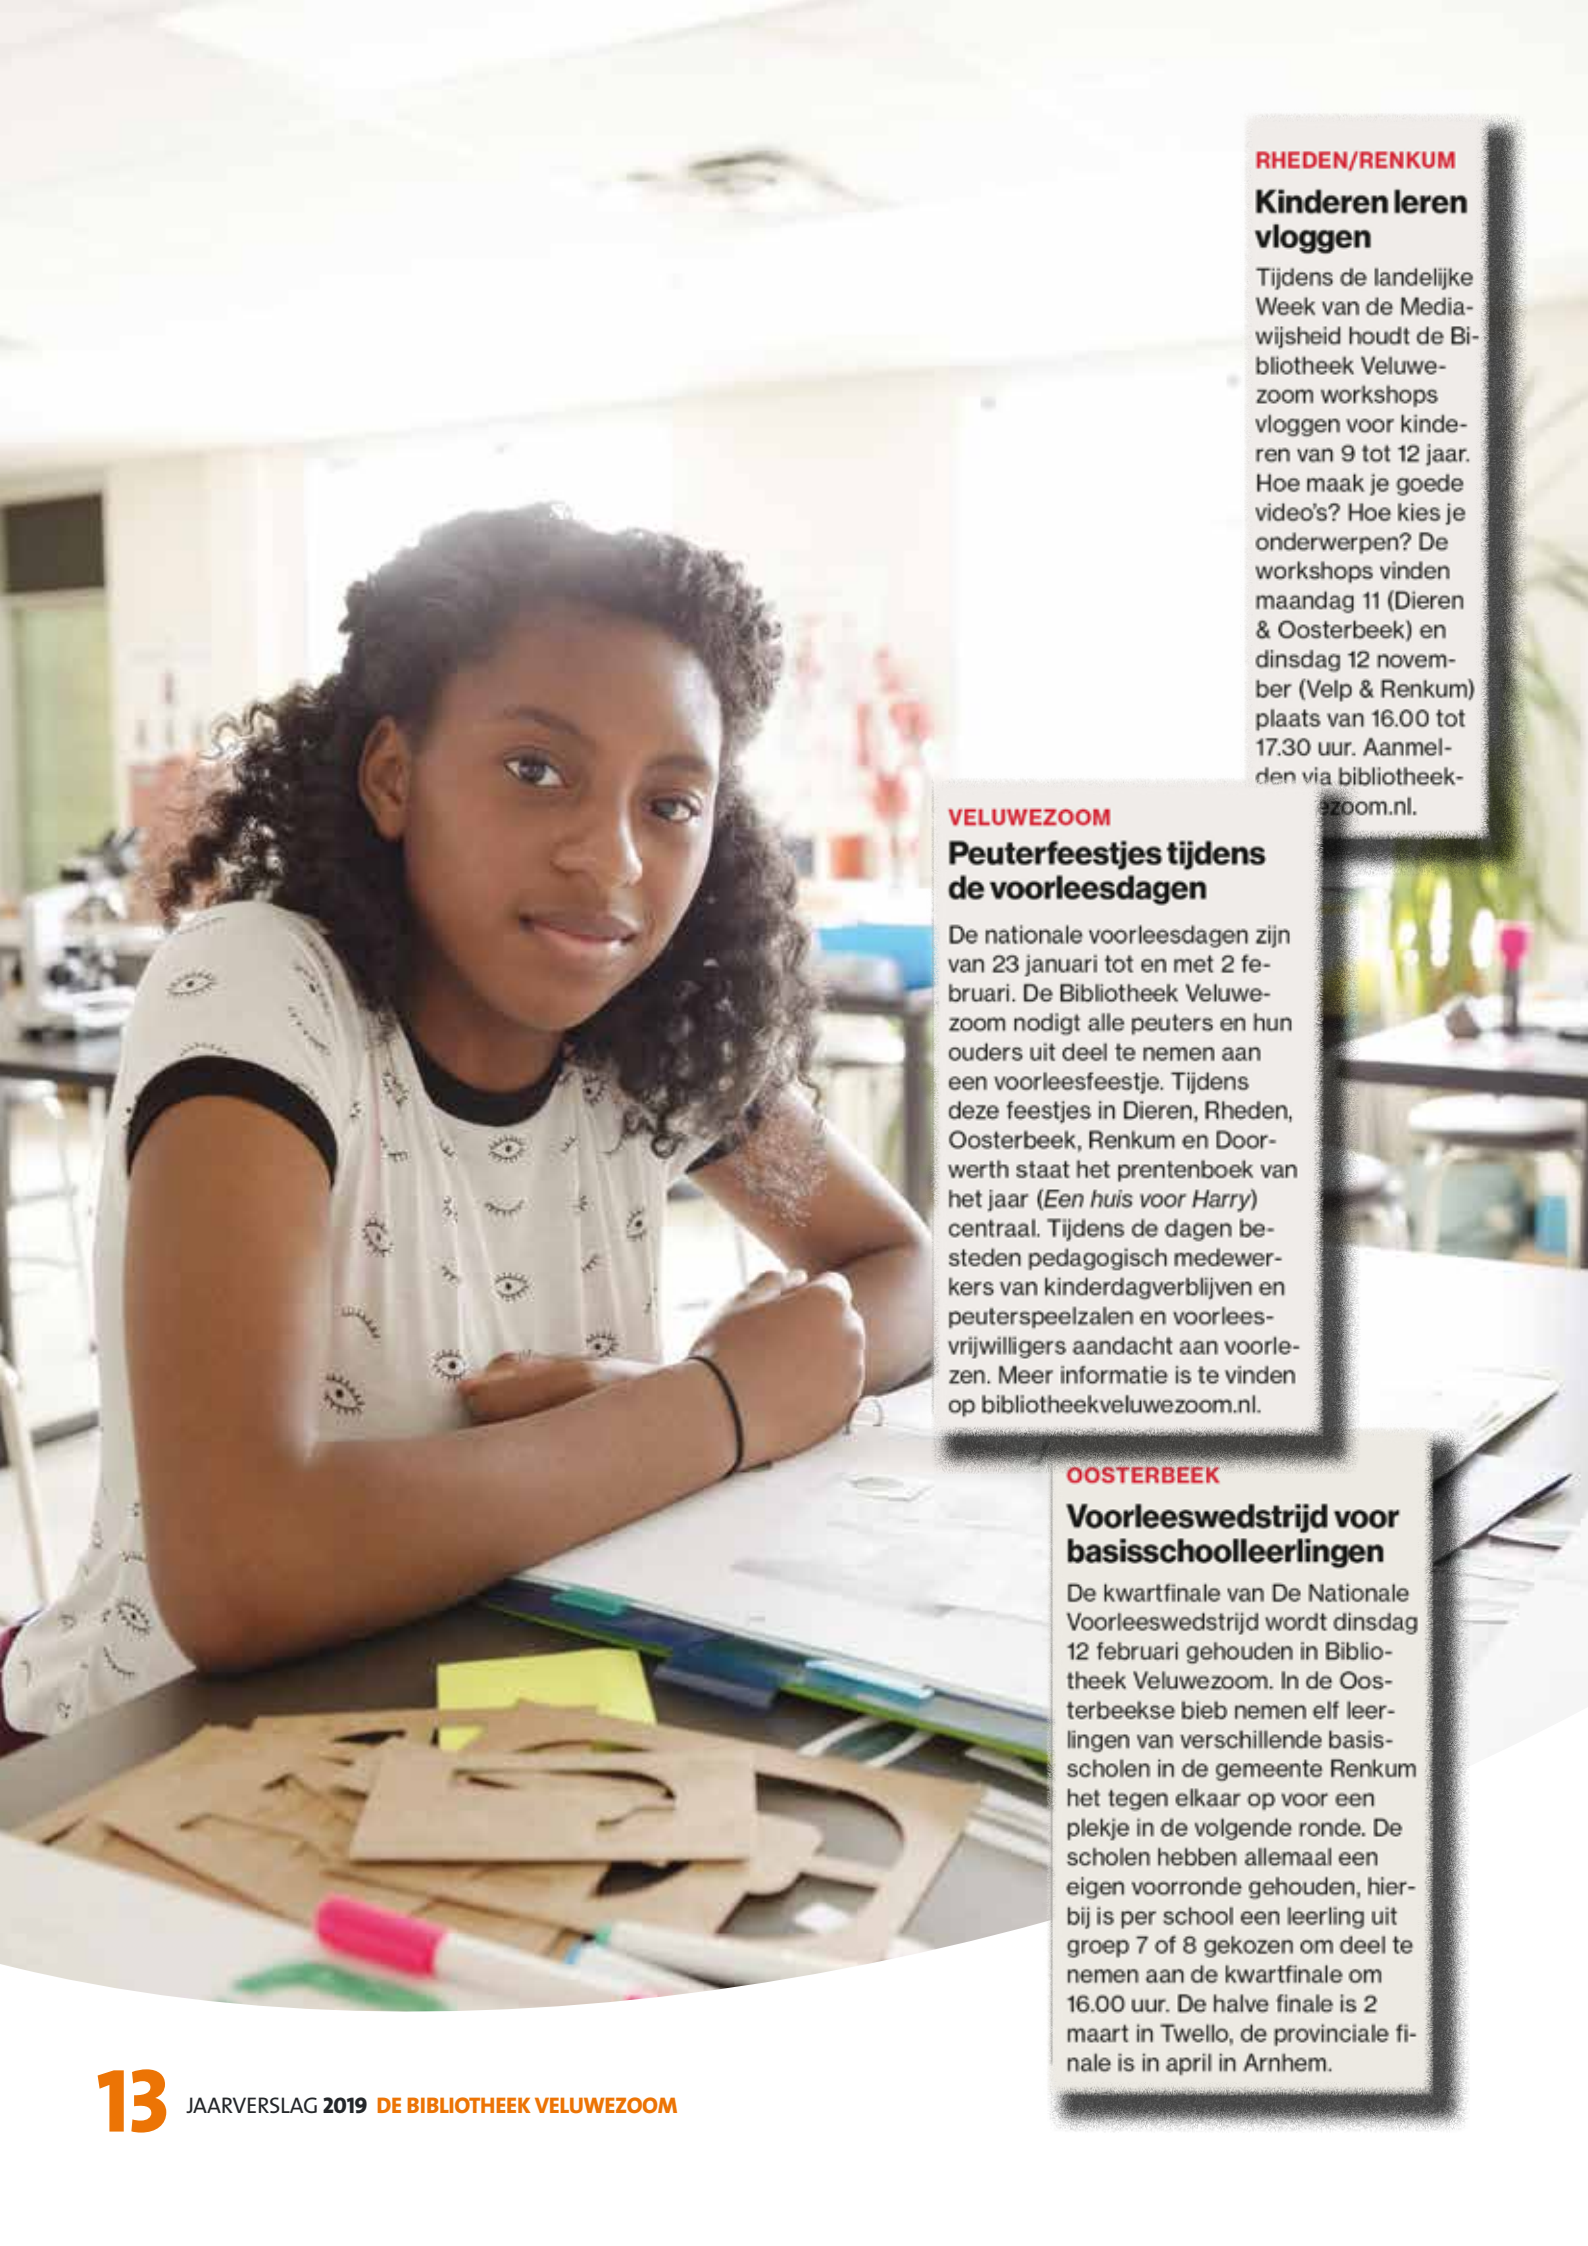 RHEDEN/RENKUM
Kinderen leren
vloggen
Tijdens de landelijke
Week van de Media-
wijsheid houdt de Bi-
bliotheek Veluwe-
zoom workshops
vloggen voor kinde-
ren van 9 tot 12 jaar.
Hoe maak je goede
video's? Hoe kies je
onderwerpen? De
workshops vinden
maandag 11 (Dieren
& Oosterbeek) en
dinsdag 12 novem-
ber (Velp & Renkum)
plaats van 16.00 tot
17.30 uur. Aanmel-
den via bibliotheek-
ezoom.nl.
VELUWEZOOM
Peuterfeestjes tijdens
de voorleesdagen
De nationale voorleesdagen zijn
van 23 januari tot en met 2 fe-
bruari. De Bibliotheek Veluwe-
zoom nodigt alle peuters en hun
ouders uit deel te nemen aan
een voorleesfeestje. Tijdens
deze feestjes in Dieren, Rheden,
Oosterbeek, Renkum en Door-
werth staat het prentenboek van
het jaar (Een huis voor Harry)
centraal. Tijdens de dagen be-
steden pedagogisch medewer-
kers van kinderdagverblijven en
peuterspeelzalen en voorlees-
vrijwilligers aandacht aan voorle-
zen. Meer informatie is te vinden
op bibliotheekveluwezoom.nl.
OOSTERBEEK
Voorleeswedstrijd voor
basisschoolleerlingen
De kwartfinale van De Nationale
Voorleeswedstrijd wordt dinsdag
12 februari gehouden in Biblio-
theek Veluwezoom. In de Oos-
terbeekse bieb nemen elf leer-
lingen van verschillende basis-
scholen in de gemeente Renkum
het tegen elkaar op voor een
plekje in de volgende ronde. De
scholen hebben allemaal een
eigen voorronde gehouden, hier-
bij is per school een leerling uit
groep 7 of 8 gekozen om deel te
nemen aan de kwartfinale om
16.00 uur. De halve finale is 2
maart in Twello, de provinciale fi-
nale is in april in Arnhem.
13 JAARVERSLAG 2019 DE BIBLIOTHEEK VELUWEZOOM